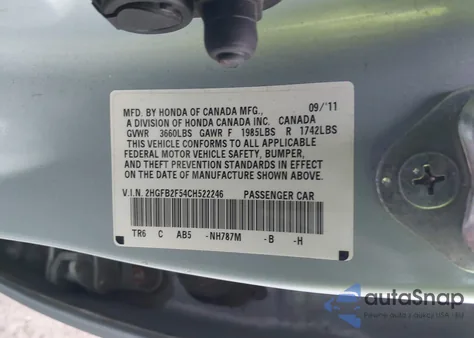 MFD. BY HONDA OF CANADA MFG., 09/'11
A DIVISION OF HONDA CANADA INC. CANADA
GVWR 3660LBS GAWR F 1985LBS R 1742LBS
THIS VEHICLE CONFORMS TO ALL APPLICABLE
FEDERAL MOTOR VEHICLE SAFETY, BUMPER,
AND THEFT PREVENTION STANDARDS IN EFFECT
ON THE DATE OF MANUFACTURE SHOWN ABOVE.
V.I.N. 2HGFB2F54CH522246 PASSENGER CAR
TR6 C AB5 -NH787M -B -H
autaSnap